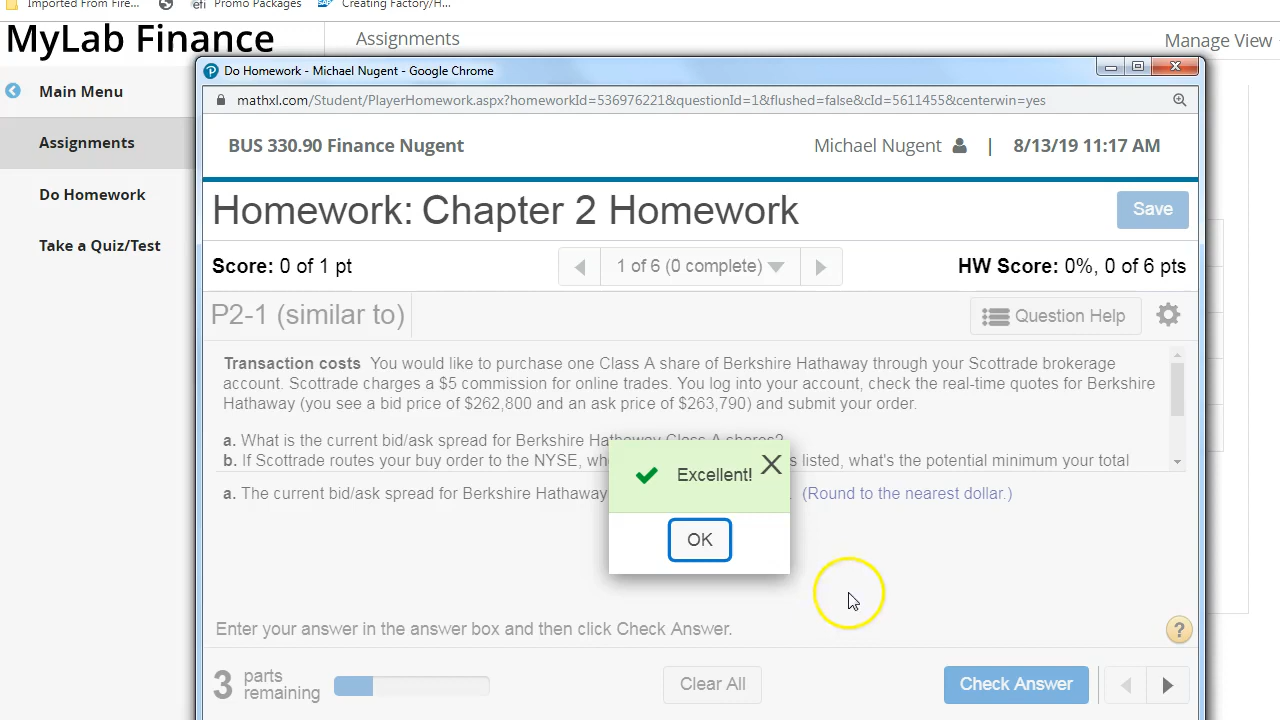 Imported From Fire...
eti
Promo Packages
Creating Factory/H...
MyLab Finance
Assignments
Manage View
Main Menu
Assignments
Do Homework
Take a Quiz/Test
Do Homework - Michael Nugent - Google Chrome
mathxl.com/Student/PlayerHomework.aspx?homeworkId=536976221&questionId=1&flushed=false&cId=5611455&centerwin=yes
BUS 330.90 Finance Nugent
Michael Nugent | 8/13/19 11:17 AM
Homework: Chapter 2 Homework
Save
Score: 0 of 1 pt
1 of 6 (0 complete)
HW Score: 0%, 0 of 6 pts
P2-1 (similar to)
Question Help
Transaction costs You would like to purchase one Class A share of Berkshire Hathaway through your Scottrade brokerage
account. Scottrade charges a $5 commission for online trades. You log into your account, check the real-time quotes for Berkshire
Hathaway (you see a bid price of $262,800 and an ask price of $263,790) and submit your order.
a. What is the current bid/ask spread for Berkshire Hathaway Class A shares?
b. If Scottrade routes your buy order to the NYSE, s listed, what's the potential minimum your total
a. The current bid/ask spread for Berkshire Hathaway . (Round to the nearest dollar.)
Excellent!
OK
Enter your answer in the answer box and then click Check Answer.
?
3 parts
remaining
Clear All
Check Answer